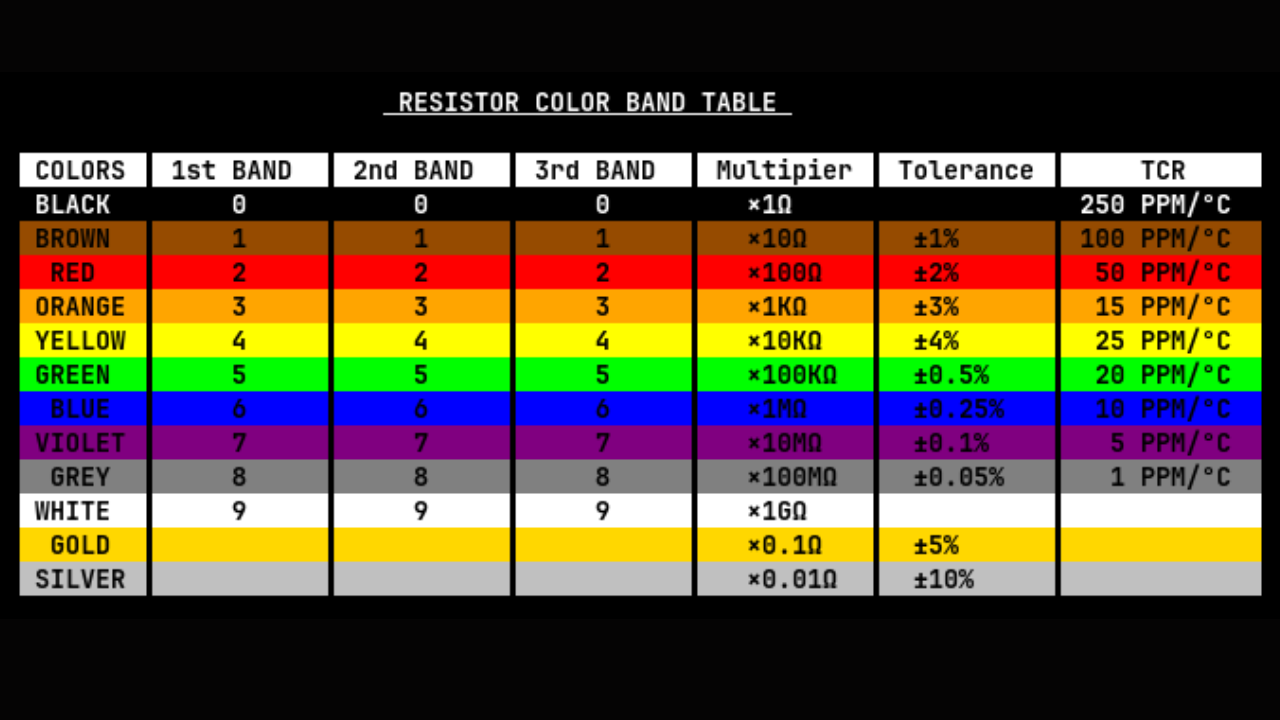 RESISTOR COLOR BAND TABLE
COLORS 1st BAND 2nd BAND 3rd BAND Multipier Tolerance TCR
BLACK 0 0 0 ×1Ω 250 PPM/°C
BROWN 1 1 1 ×10Ω ±1% 100 PPM/°C
RED 2 2 2 ×100Ω ±2% 50 PPM/°C
ORANGE 3 3 3 ×1KΩ ±3% 15 PPM/°C
YELLOW 4 4 4 ×10KΩ ±4% 25 PPM/°C
GREEN 5 5 5 ×100KΩ ±0.5% 20 PPM/°C
BLUE 6 6 6 ×1MΩ ±0.25% 10 PPM/°C
VIOLET 7 7 7 ×10MΩ ±0.1% 5 PPM/°C
GREY 8 8 8 ×100MΩ ±0.05% 1 PPM/°C
WHITE 9 9 9 ×1GΩ
GOLD ×0.1Ω ±5%
SILVER ×0.01Ω ±10%